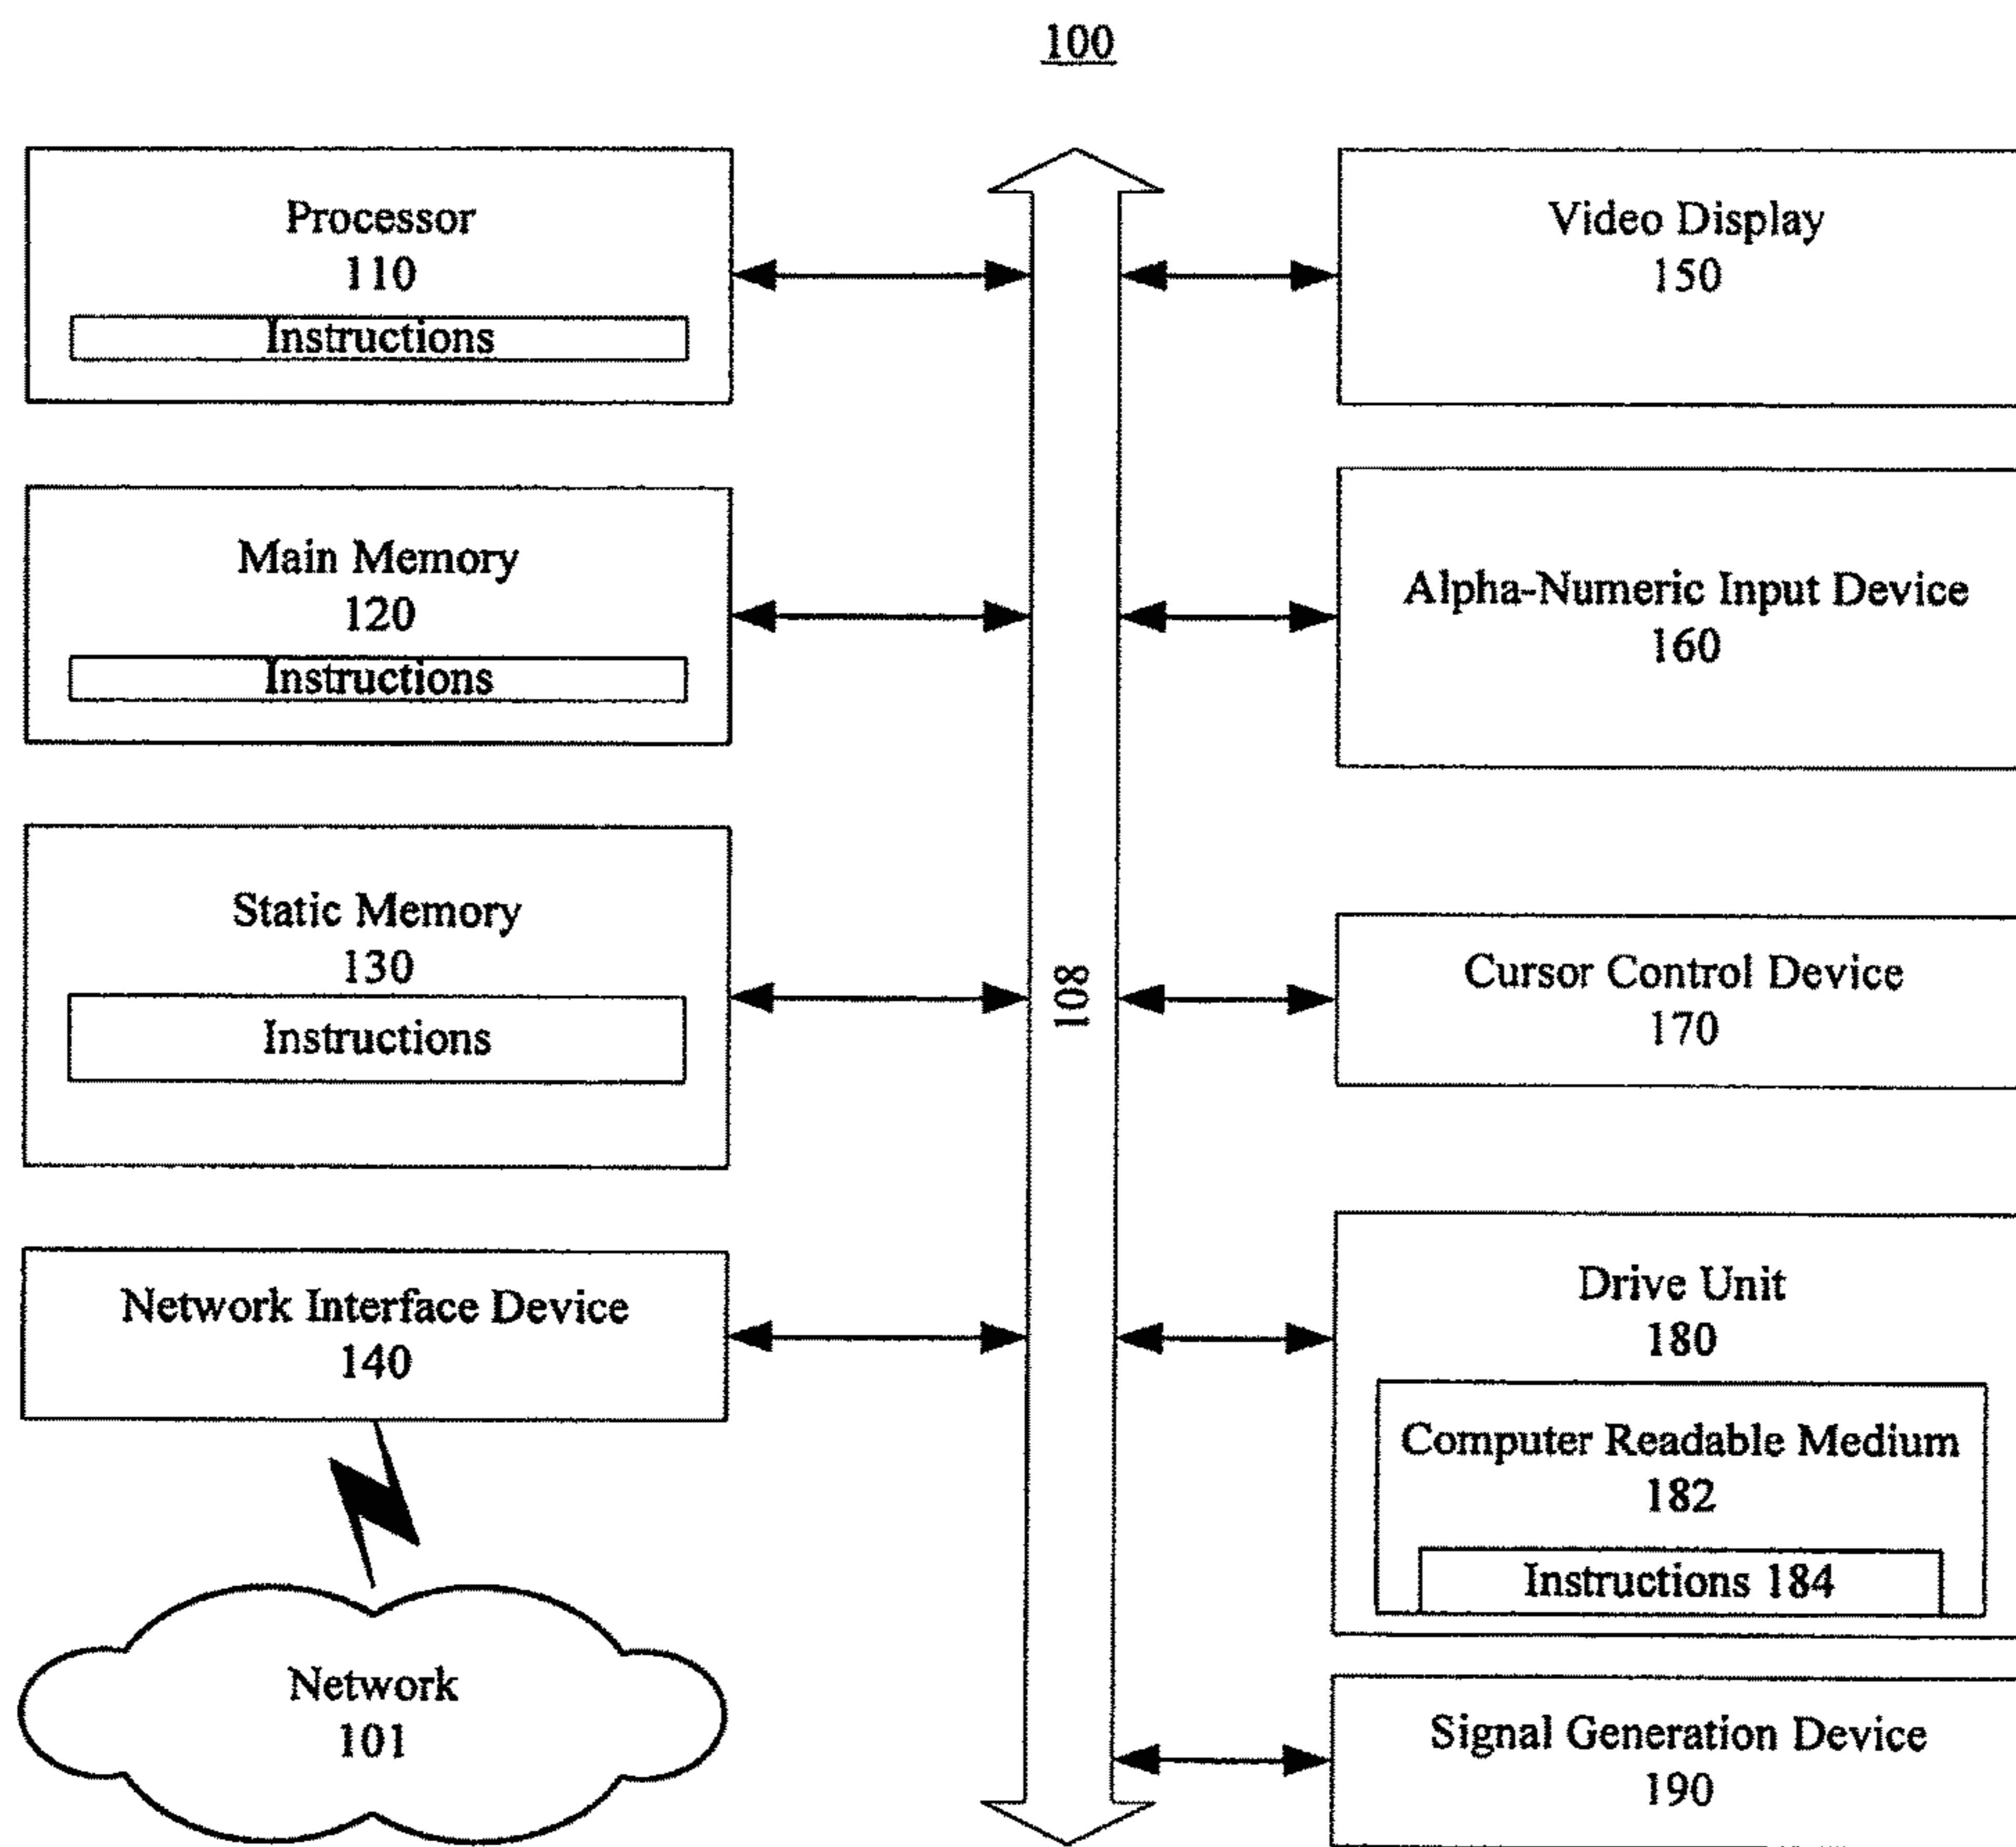 100
Processor
110
Instructions
Main Memory
120
Instructions
Static Memory
130
Instructions
Network Interface Device
140
Network
101
108
Video Display
150
Alpha-Numeric Input Device
160
Cursor Control Device
170
Drive Unit
180
Computer Readable Medium
182
Instructions 184
Signal Generation Device
190